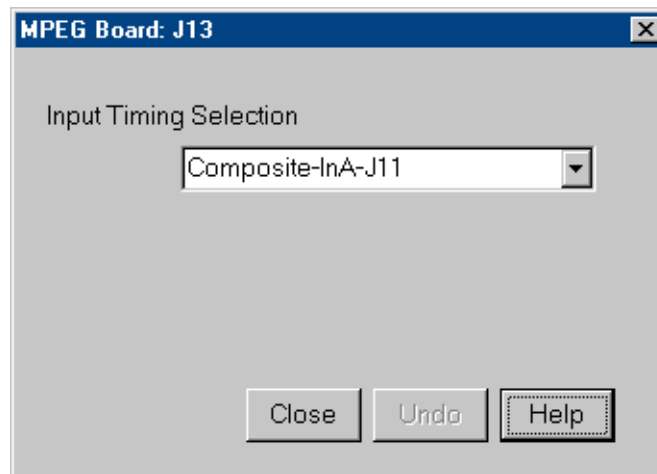 MPEG Board: J13
Input Timing Selection
Composite-InA-J11
Close Undo Help